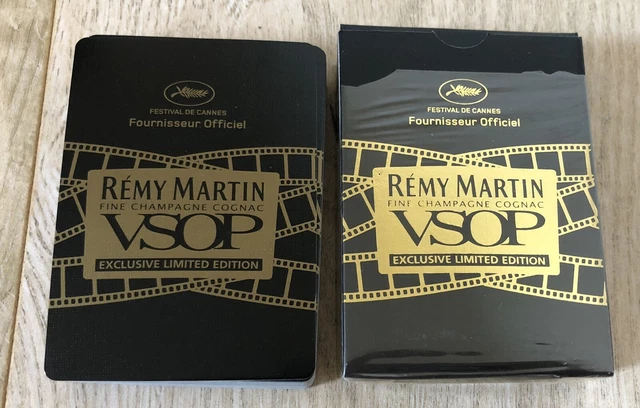 FESTIVAL DE CANNES
Fournisseur Officiel
RÉMY MARTIN
FINE CHAMPAGNE COGNAC
VSOP
EXCLUSIVE LIMITED EDITION
FESTIVAL DE CANNES
Fournisseur Officiel
RÉMY MARTIN
FINE CHAMPAGNE COGNAC
VSOP
EXCLUSIVE LIMITED EDITION